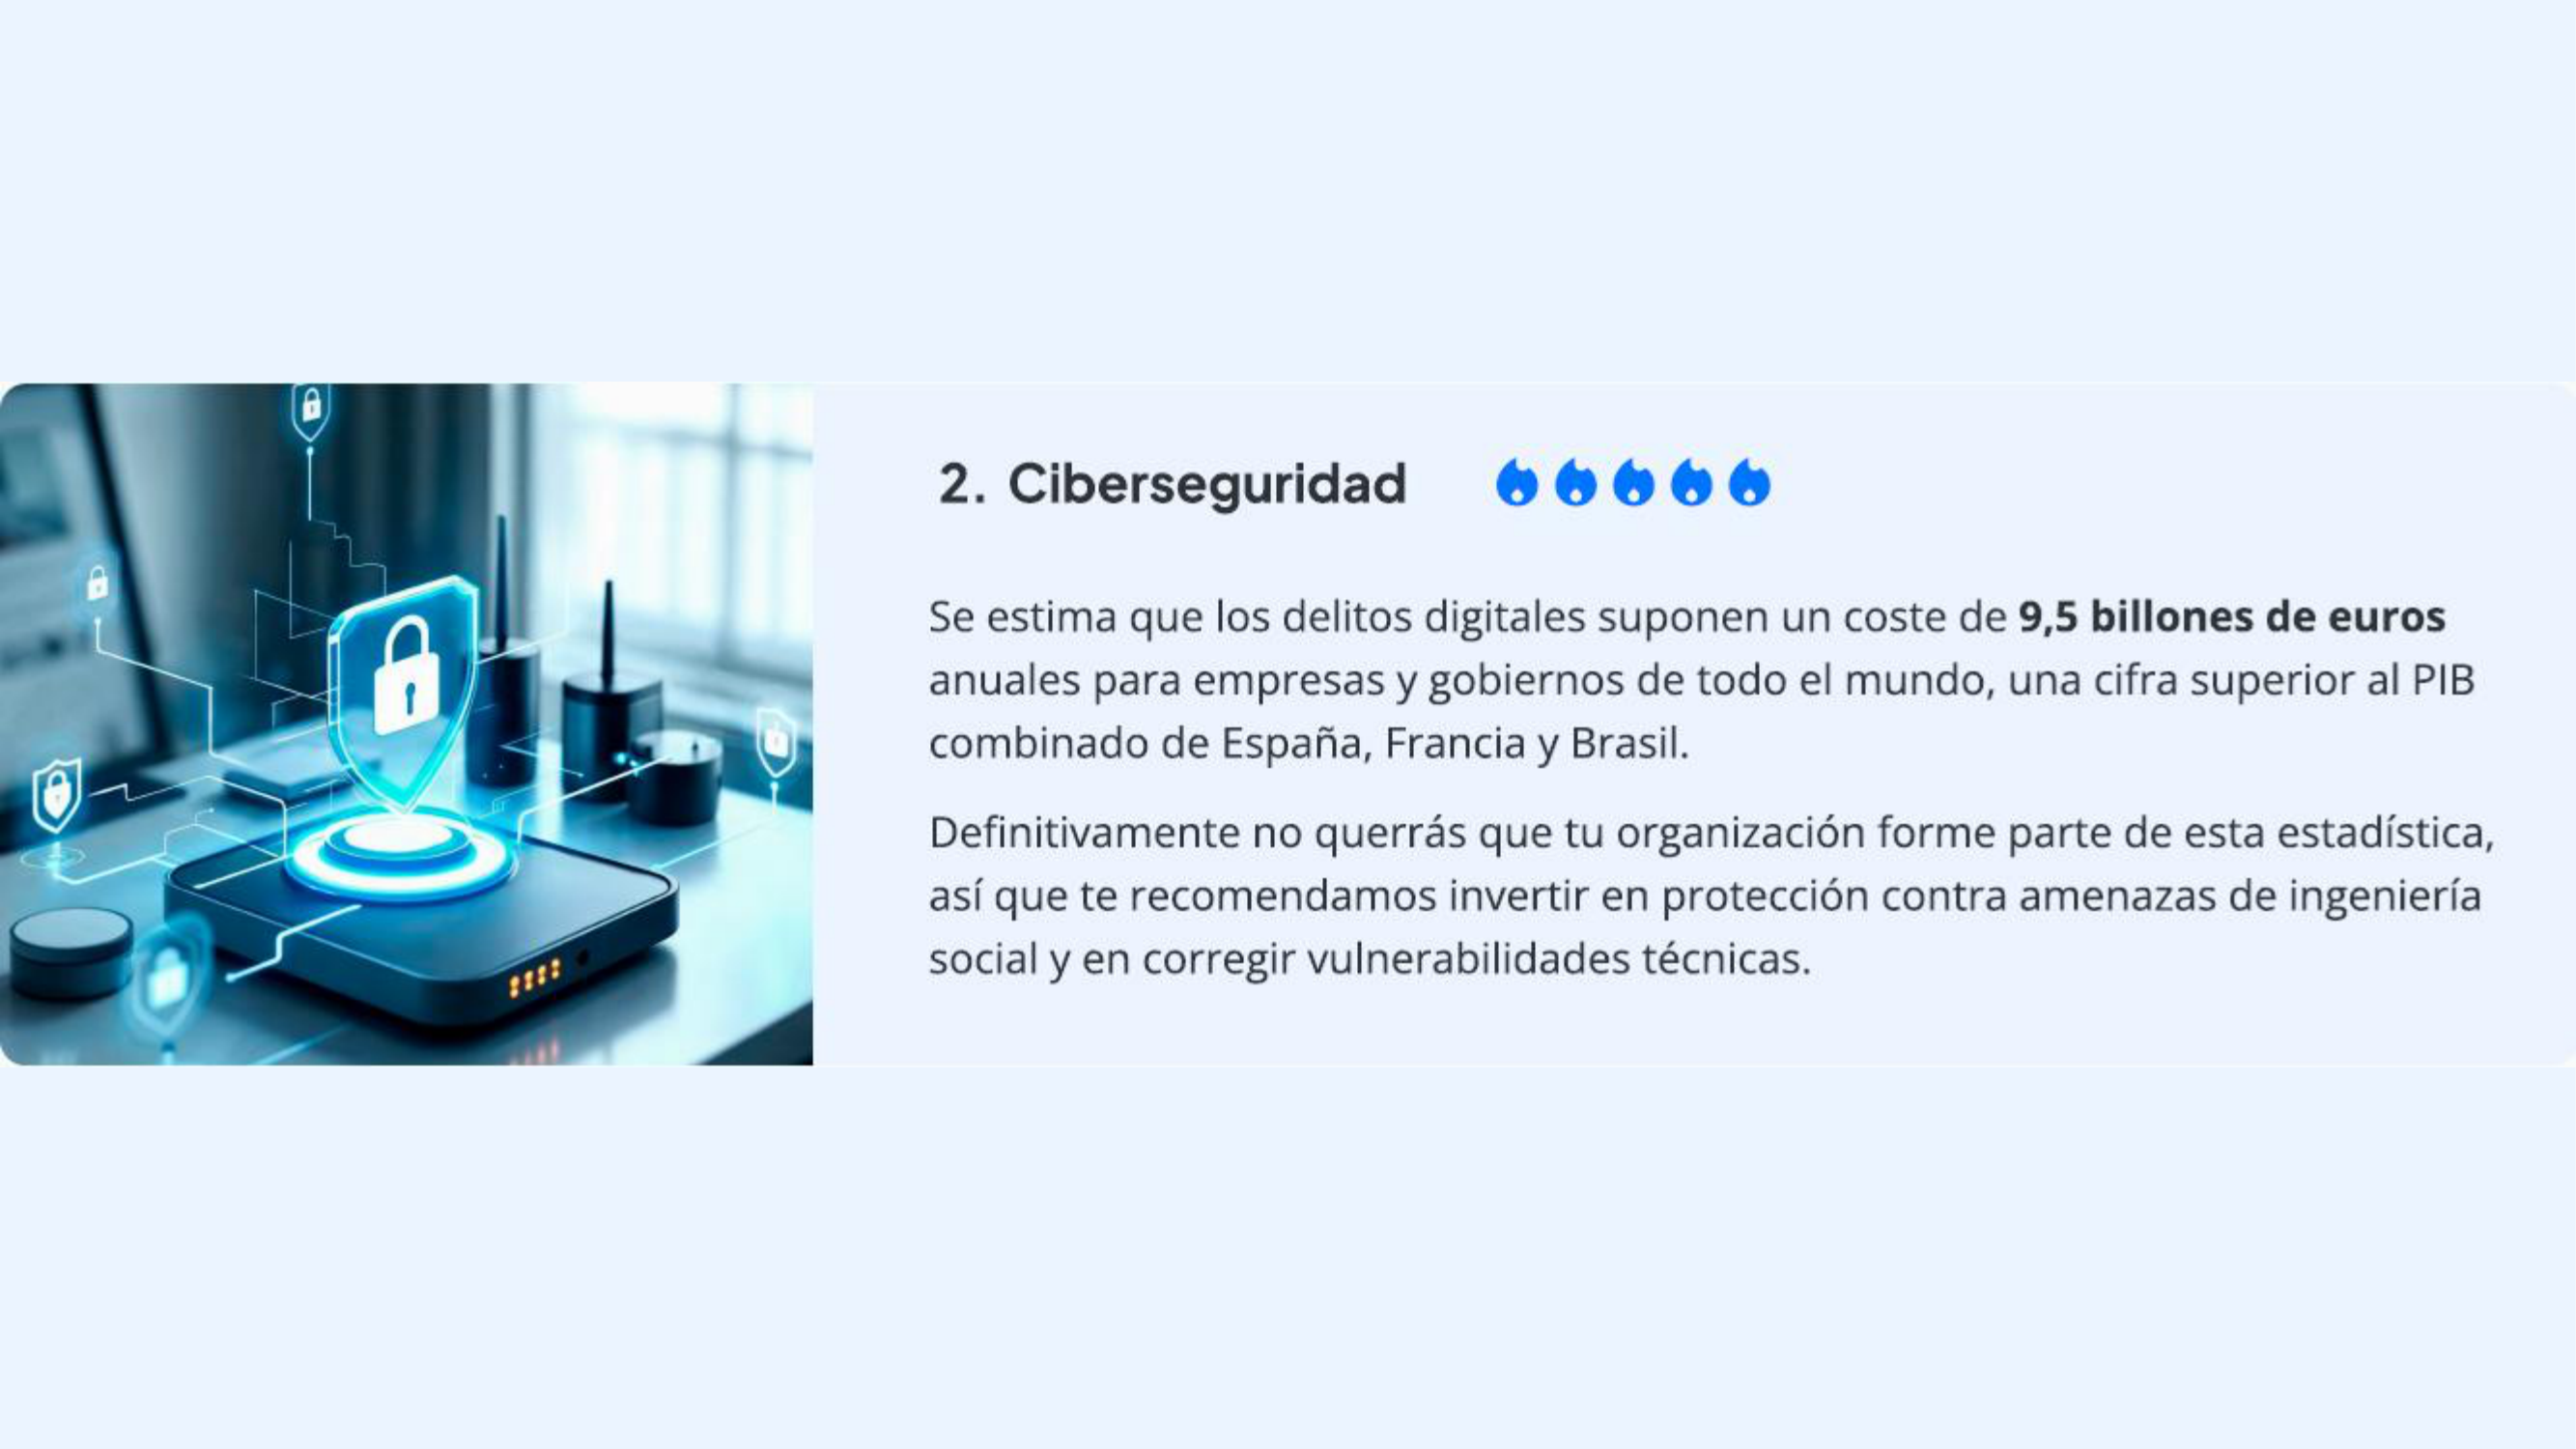 2. Ciberseguridad
Se estima que los delitos digitales suponen un coste de 9,5 billones de euros
anuales para empresas y gobiernos de todo el mundo, una cifra superior al PIB
combinado de España, Francia y Brasil.
Definitivamente no querrás que tu organización forme parte de esta estadística,
así que te recomendamos invertir en protección contra amenazas de ingeniería
social y en corregir vulnerabilidades técnicas.